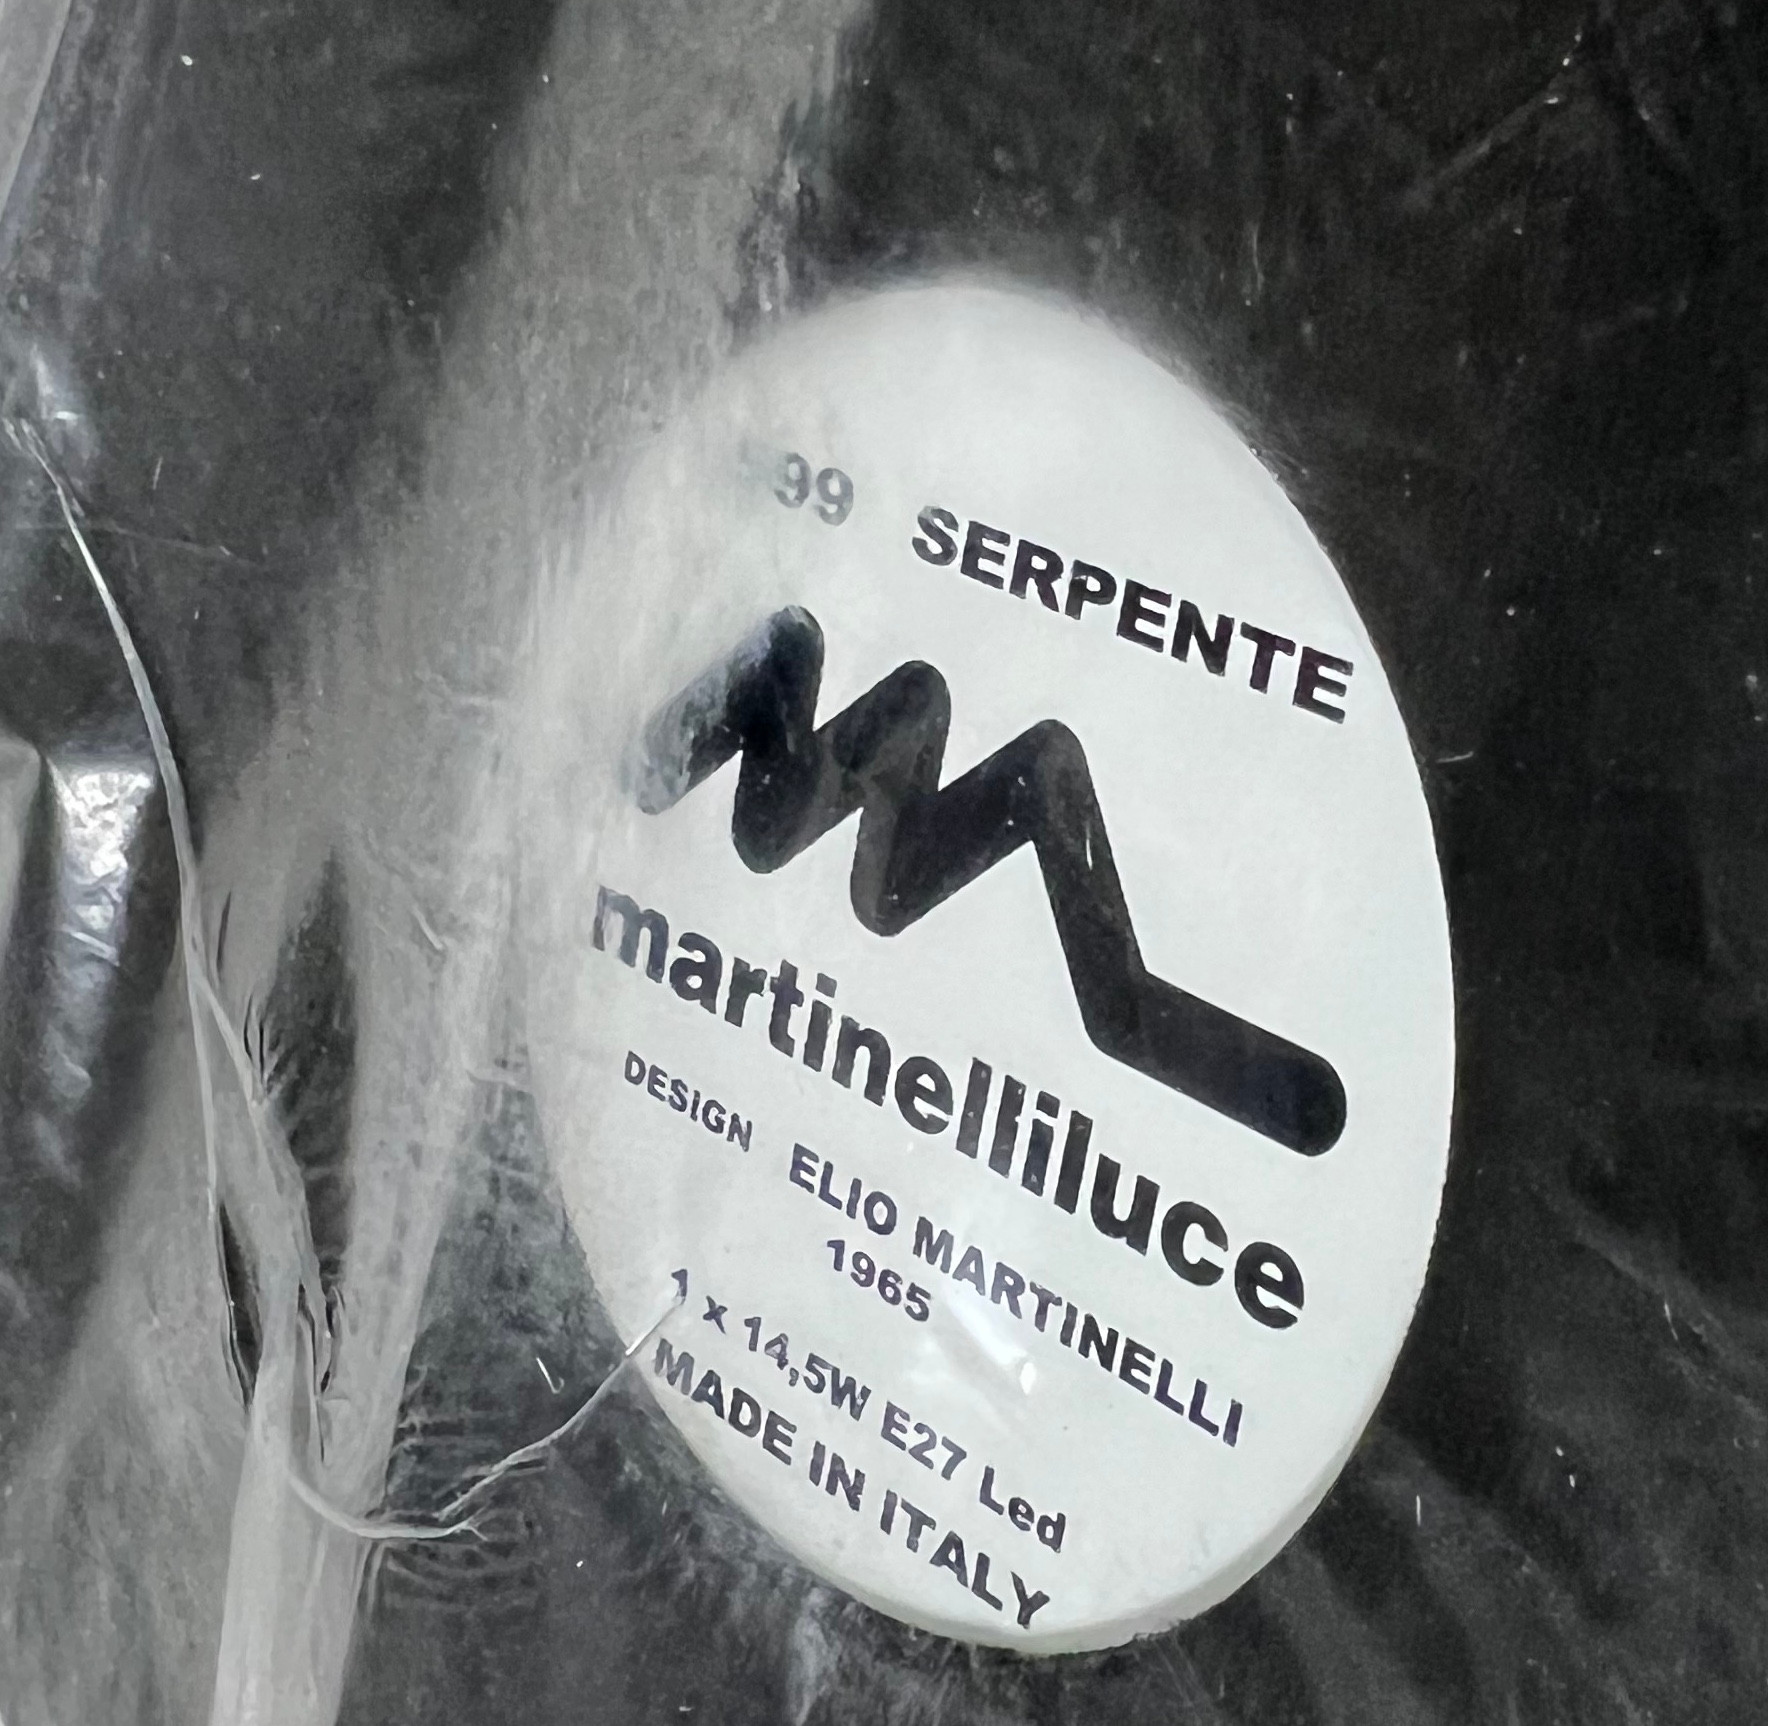 99 SERPENTE
martinelliluce
DESIGN ELIO MARTINELLI
1965
1 x 14,5W E27 Led
MADE IN ITALY